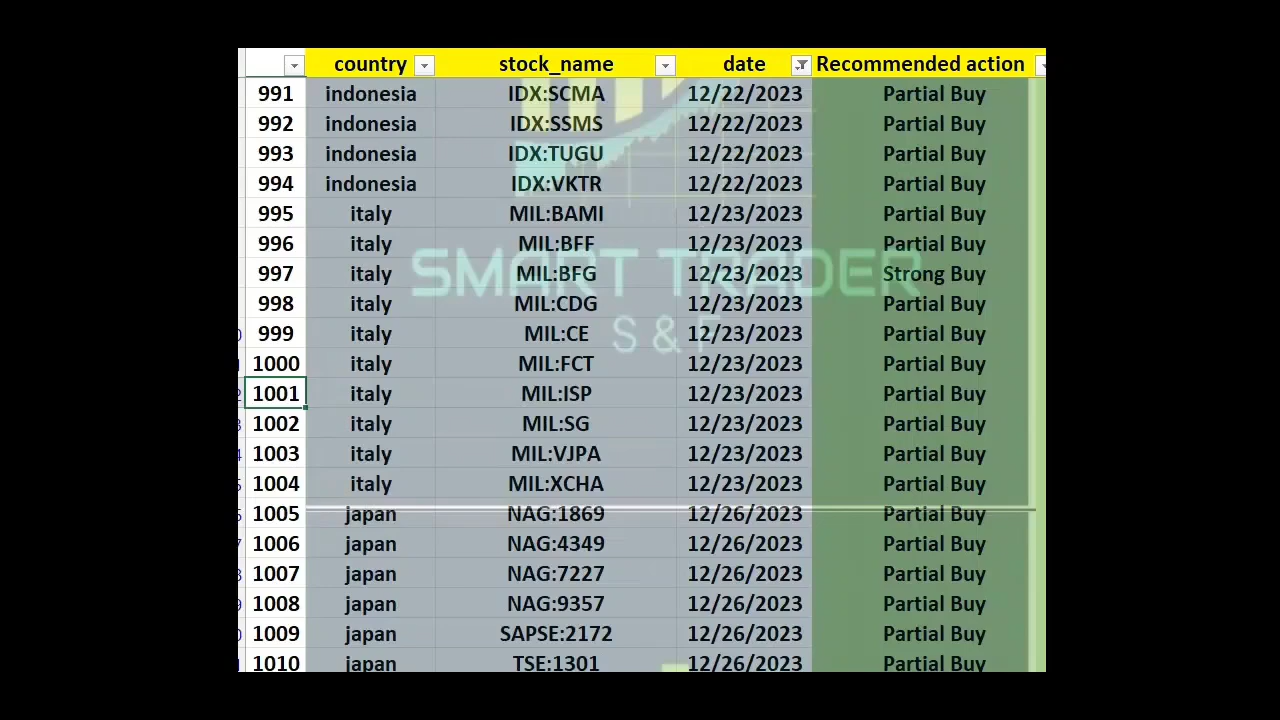 country stock_name date Recommended action
991 indonesia IDX:SCMA 12/22/2023 Partial Buy
992 indonesia IDX:SSMS 12/22/2023 Partial Buy
993 indonesia IDX:TUGU 12/22/2023 Partial Buy
994 indonesia IDX:VKTR 12/22/2023 Partial Buy
995 italy MIL:BAMI 12/23/2023 Partial Buy
996 italy MIL:BFF 12/23/2023 Partial Buy
997 italy MIL:BFG 12/23/2023 Strong Buy
SMART TRADER
998 italy MIL:CDG 12/23/2023 Partial Buy
999 italy MIL:CE 12/23/2023 Partial Buy
S & F
1000 italy MIL:FCT 12/23/2023 Partial Buy
1001 italy MIL:ISP 12/23/2023 Partial Buy
1002 italy MIL:SG 12/23/2023 Partial Buy
1003 italy MIL:VJPA 12/23/2023 Partial Buy
1004 italy MIL:XCHA 12/23/2023 Partial Buy
1005 japan NAG:1869 12/26/2023 Partial Buy
1006 japan NAG:4349 12/26/2023 Partial Buy
1007 japan NAG:7227 12/26/2023 Partial Buy
1008 japan NAG:9357 12/26/2023 Partial Buy
1009 japan SAPSE:2172 12/26/2023 Partial Buy
1010 japan TSE:1301 12/26/2023 Partial Buy